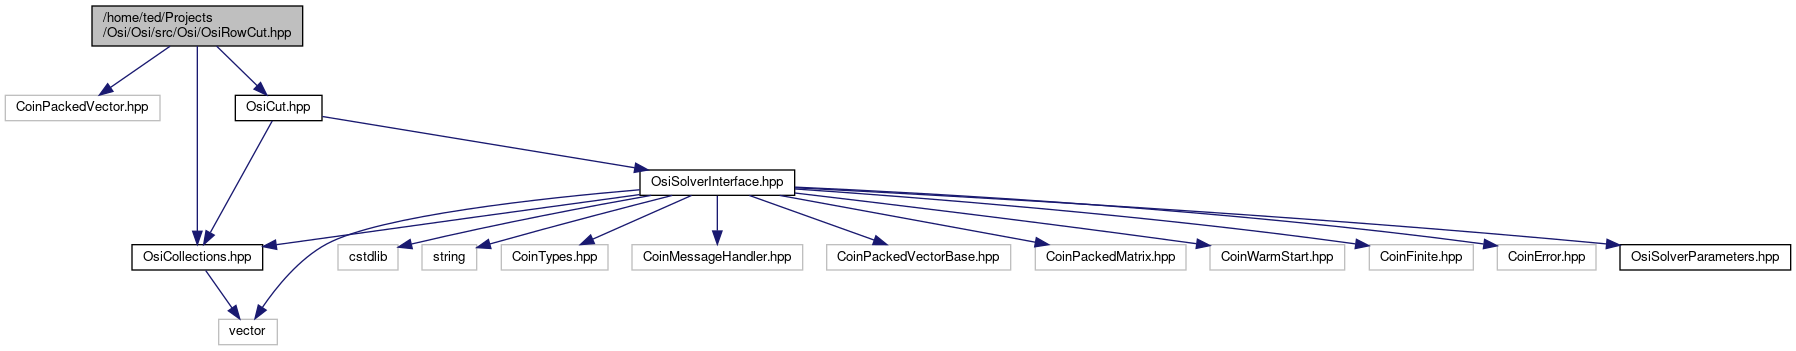 /home/ted/Projects
/Osi/Osi/src/Osi/OsiRowCut.hpp
CoinPackedVector.hpp
OsiCut.hpp
OsiSolverInterface.hpp
OsiCollections.hpp
cstdlib
string
CoinTypes.hpp
CoinMessageHandler.hpp
CoinPackedVectorBase.hpp
CoinPackedMatrix.hpp
CoinWarmStart.hpp
CoinFinite.hpp
CoinError.hpp
OsiSolverParameters.hpp
vector